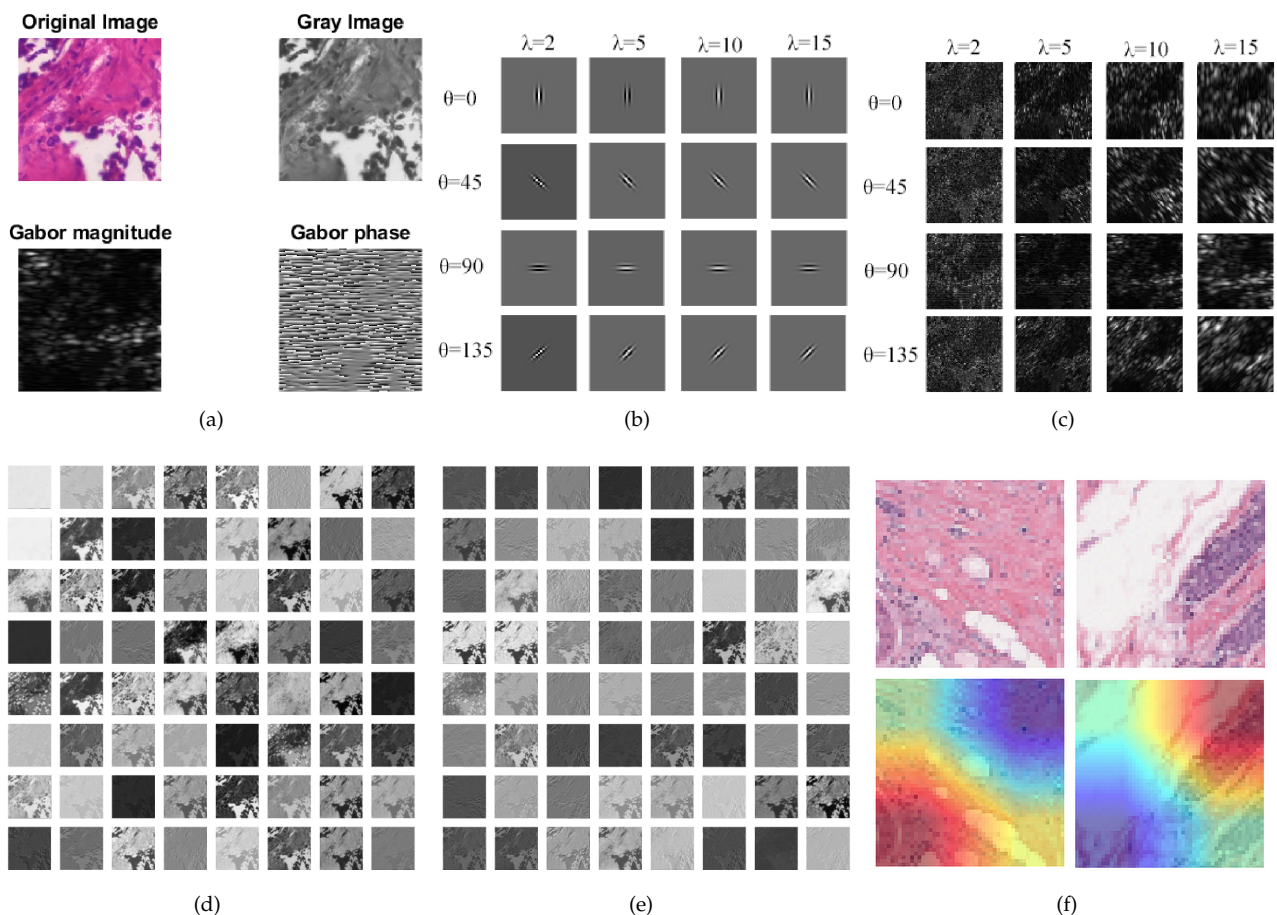 Original Image
Gray Image
Gabor magnitude
Gabor phase
(a)
λ=2 λ=5 λ=10 λ=15
θ=0
θ=45
θ=90
θ=135
(b)
λ=2 λ=5 λ=10 λ=15
θ=0
θ=45
θ=90
θ=135
(c)
(d)
(e)
(f)